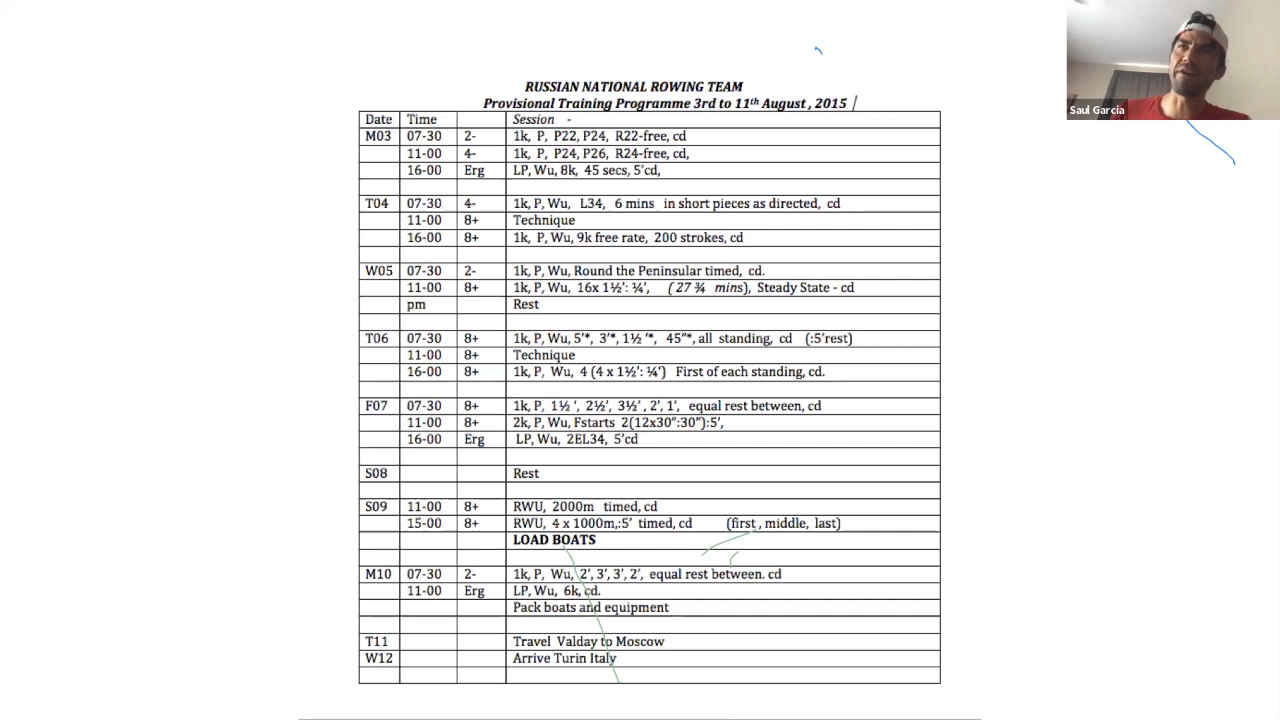 RUSSIAN NATIONAL ROWING TEAM
Provisional Training Programme 3rd to 11th August , 2015
Saul Garcia
Date Time Session -
M03 07-30 2- 1k, P, P22, P24, R22-free, cd
11-00 4- 1k, P, P24, P26, R24-free, cd,
16-00 Erg LP, Wu, 8k, 45 secs, 5'cd,
T04 07-30 4- 1k, P, Wu, L34, 6 mins in short pieces as directed, cd
11-00 8+ Technique
16-00 8+ 1k, P, Wu, 9k free rate, 200 strokes, cd
W05 07-30 2- 1k, P, Wu, Round the Peninsular timed, cd.
11-00 8+ 1k, P, Wu, 16x 1½': ¼', ( 27 ¾ mins), Steady State - cd
pm Rest
T06 07-30 8+ 1k, P, Wu, 5'*, 3'*, 1½ '*, 45"*, all standing, cd (:5'rest)
11-00 8+ Technique
16-00 8+ 1k, P, Wu, 4 (4 x 1½': ¼') First of each standing, cd.
F07 07-30 8+ 1k, P, 1½ ', 2½', 3½' , 2', 1', equal rest between, cd
11-00 8+ 2k, P, Wu, Fstarts 2(12x30":30"):5',
16-00 Erg LP, Wu, 2EL34, 5'cd
S08 Rest
S09 11-00 8+ RWU, 2000m timed, cd
15-00 8+ RWU, 4 x 1000m,:5' timed, cd (first , middle, last)
LOAD BOATS
M10 07-30 2- 1k, P, Wu, 2', 3', 3', 2', equal rest between. cd
11-00 Erg LP, Wu, 6k, cd.
Pack boats and equipment
T11 Travel Valday to Moscow
W12 Arrive Turin Italy